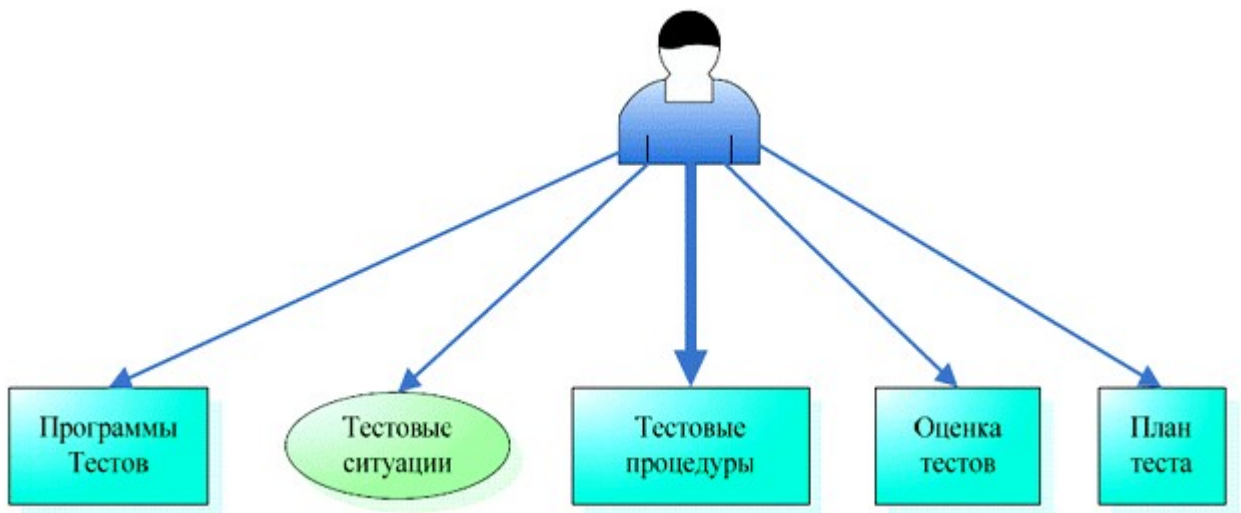 Программы
Тестов
Тестовые
ситуации
Тестовые
процедуры
Оценка
тестов
План
теста